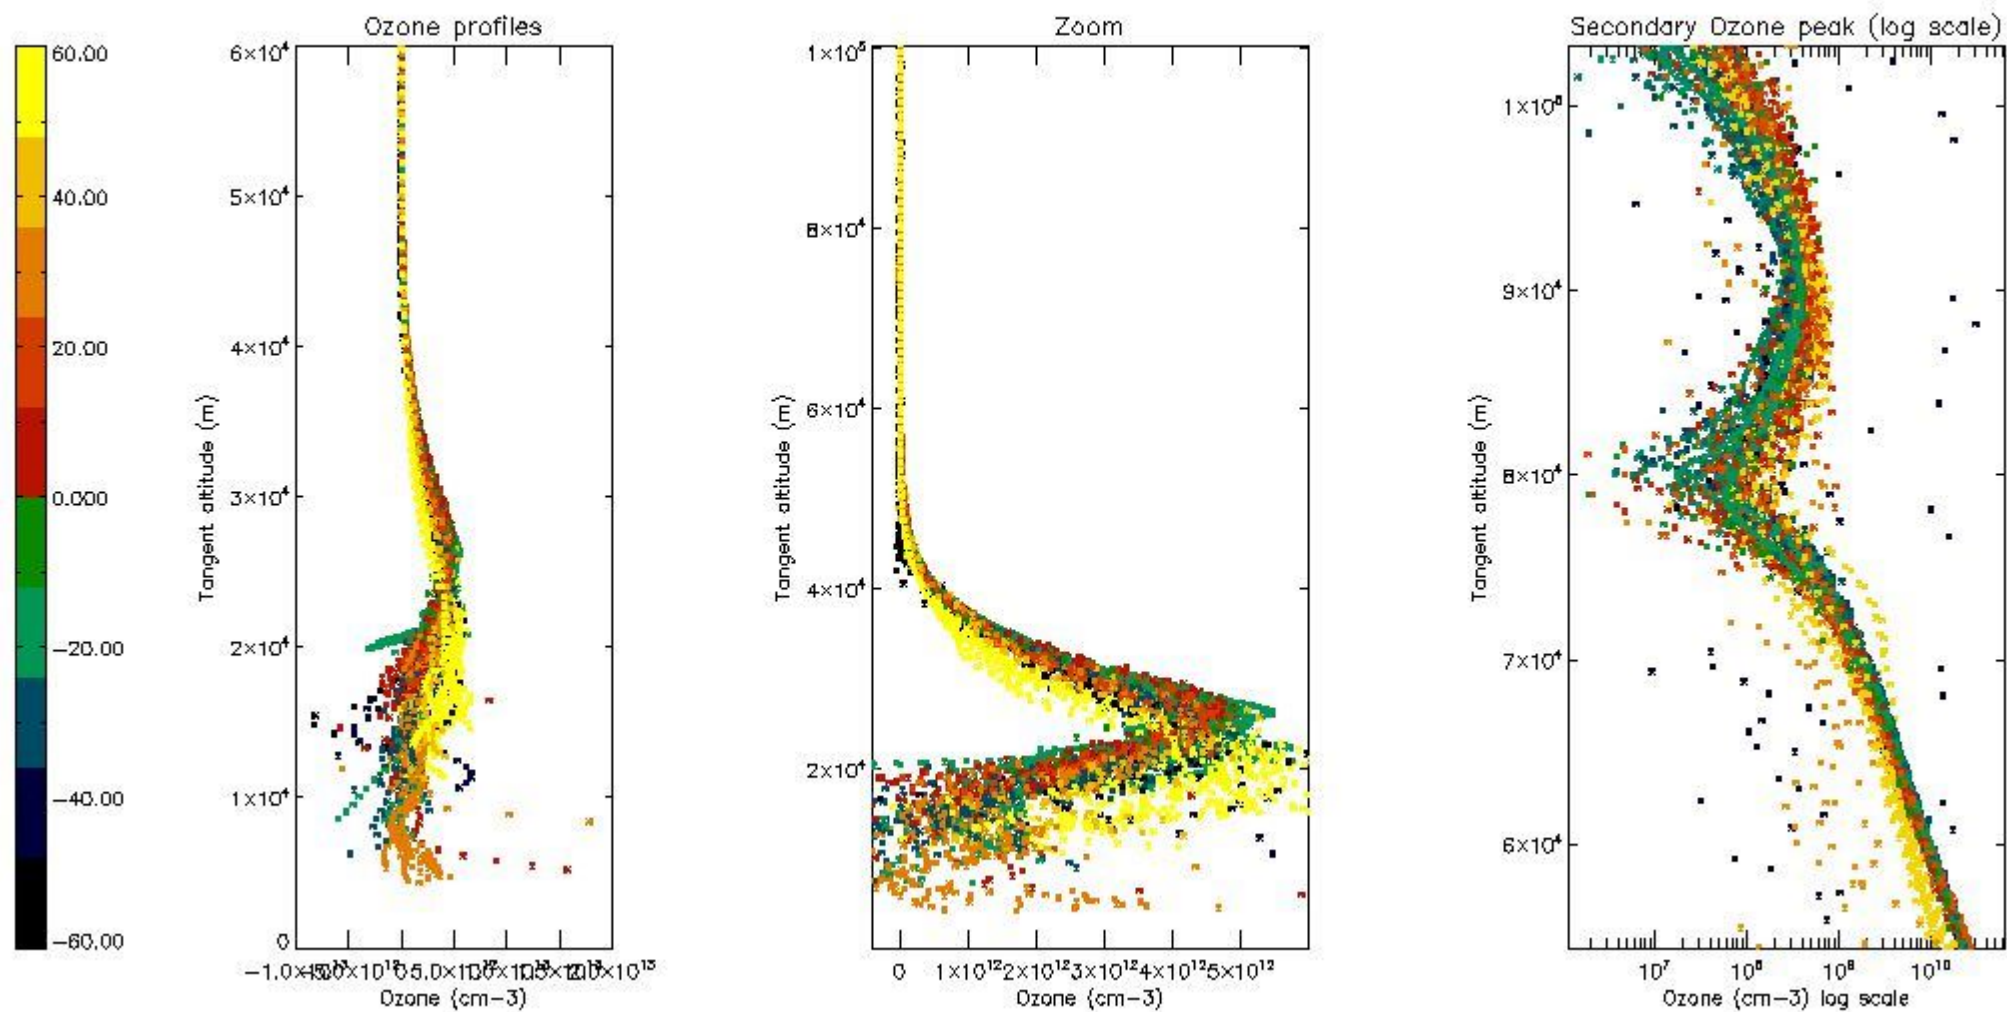 Ozone profiles
Zoom
Secondary Ozone peak (log scale)
60.00
40.00
20.00
0.000
-20.00
-40.00
-60.00
6×10⁴
5×10⁴
4×10⁴
3×10⁴
2×10⁴
1×10⁴
0
Tangent altitude (m)
Ozone (cm-3)
1×10⁵
8×10⁴
6×10⁴
4×10⁴
2×10⁴
Tangent altitude (m)
0 1×10¹² 2×10¹² 3×10¹² 4×10¹² 5×10¹²
Ozone (cm-3)
9×10⁴
8×10⁴
7×10⁴
6×10⁴
Tangent altitude (m)
10⁷ 10⁸ 10⁹ 10¹⁰
Ozone (cm-3) log scale